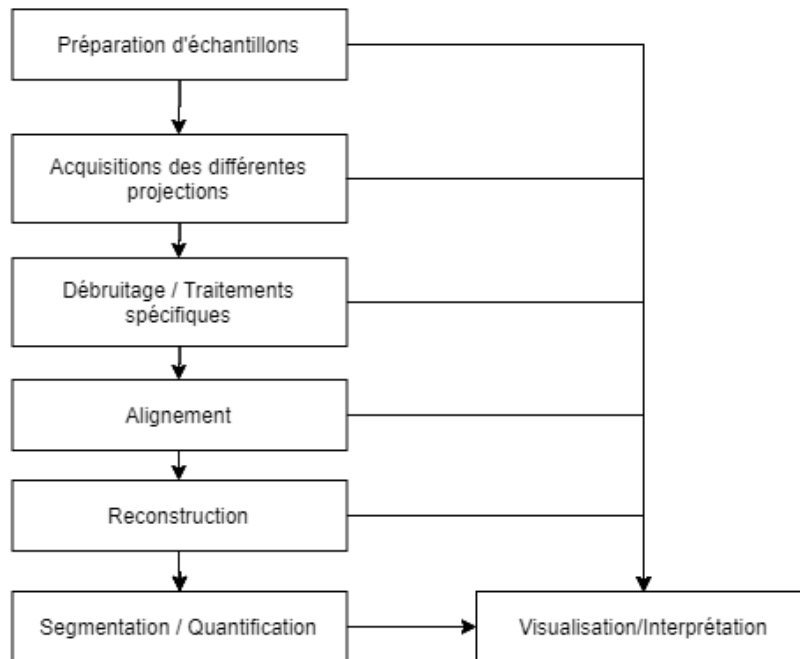 Préparation d'échantillons
Acquisitions des différentes
projections
Débruitage / Traitements
spécifiques
Alignement
Reconstruction
Segmentation / Quantification
Visualisation/Interprétation